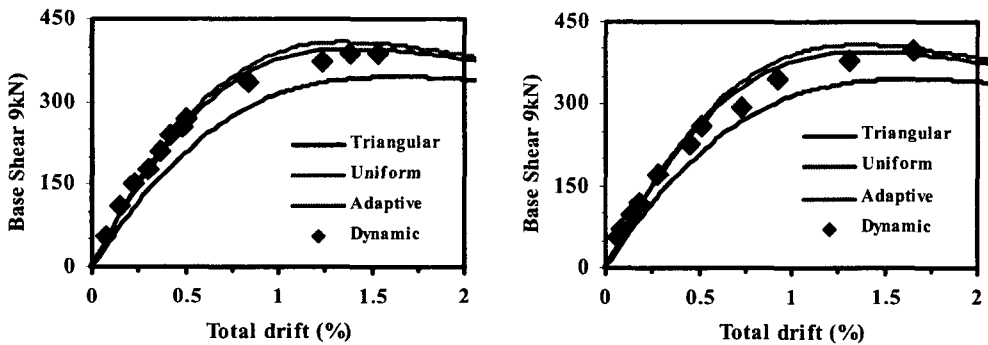 450
300
150
0
Base Shear 9kN)
Triangular
Uniform
Adaptive
Dynamic
0 0.5 1 1.5 2
Total drift (%)
450
300
150
0
Base Shear 9kN)
Triangular
Uniform
Adaptive
Dynamic
0 0.5 1 1.5 2
Total drift (%)